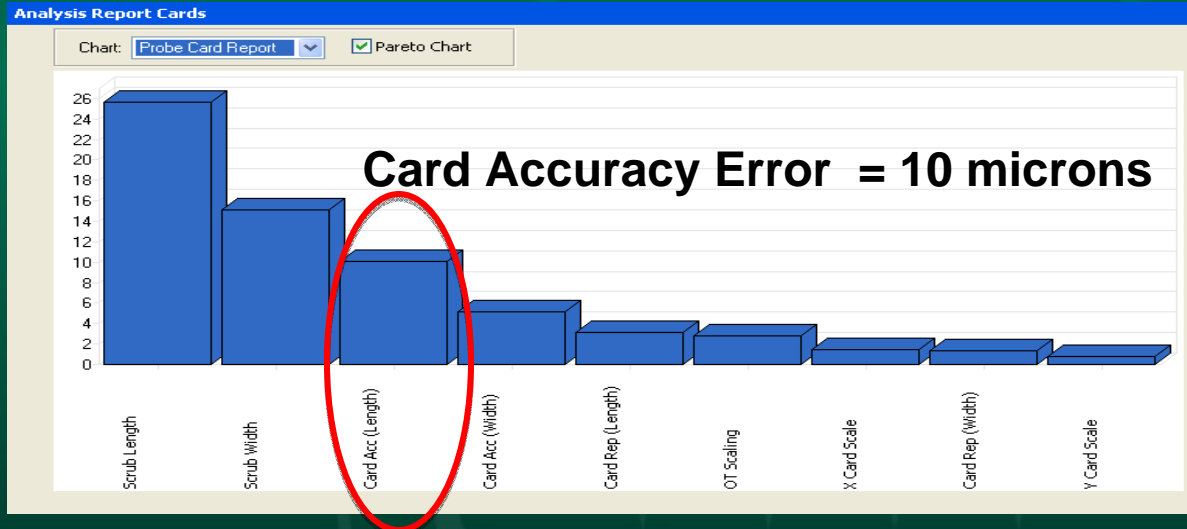 Analysis Report Cards
Chart: Probe Card Report Pareto Chart
Card Accuracy Error = 10 microns
26
24
22
20
18
16
14
12
10
8
6
4
2
0
Scrub Length
Scrub Width
Card Acc (Length)
Card Acc (Width)
Card Rep (Length)
OT Scaling
X Card Scale
Card Rep (Width)
Y Card Scale